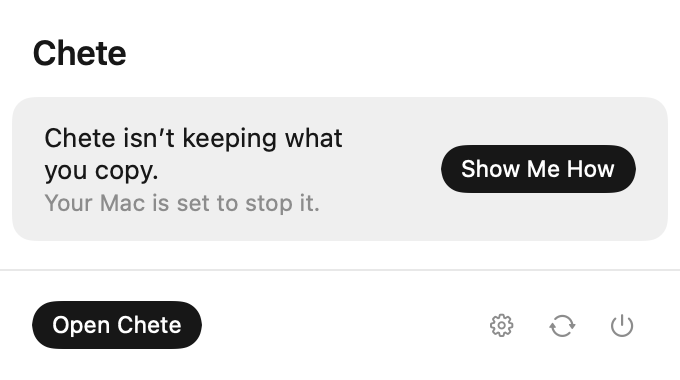 Chete
Chete isn’t keeping what
you copy.
Your Mac is set to stop it.
Show Me How
Open Chete